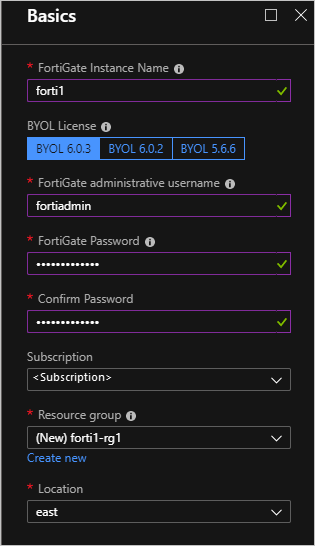 Basics
* FortiGate Instance Name
forti1
BYOL License
BYOL 6.0.3 BYOL 6.0.2 BYOL 5.6.6
* FortiGate administrative username
fortiadmin
* FortiGate Password
•••••••••••••
* Confirm Password
•••••••••••••
Subscription
<Subscription>
* Resource group
(New) forti1-rg1
Create new
* Location
east